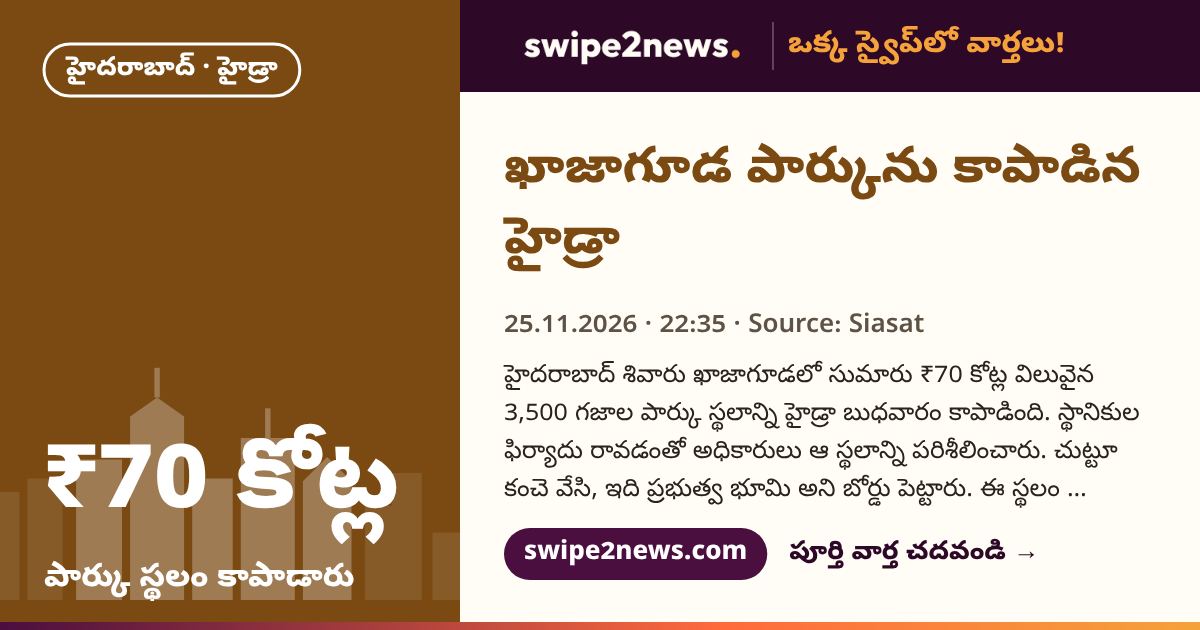 హైదరాబాద్ · హైడ్రా
₹70 కోట్ల
పార్కు స్థలం కాపాడారు
swipe2news.
ఒక్క స్వైప్‌లో వార్తలు!
ఖాజాగూడ పార్కును కాపాడిన
హైడ్రా
25.11.2026 · 22:35 · Source: Siasat
హైదరాబాద్ శివారు ఖాజాగూడలో సుమారు ₹70 కోట్ల విలువైన
3,500 గజాల పార్కు స్థలాన్ని హైడ్రా బుధవారం కాపాడింది. స్థానికుల
ఫిర్యాదు రావడంతో అధికారులు ఆ స్థలాన్ని పరిశీలించారు. చుట్టూ
కంచె వేసి, ఇది ప్రభుత్వ భూమి అని బోర్డు పెట్టారు. ఈ స్థలం ...
swipe2news.com
పూర్తి వార్త చదవండి →